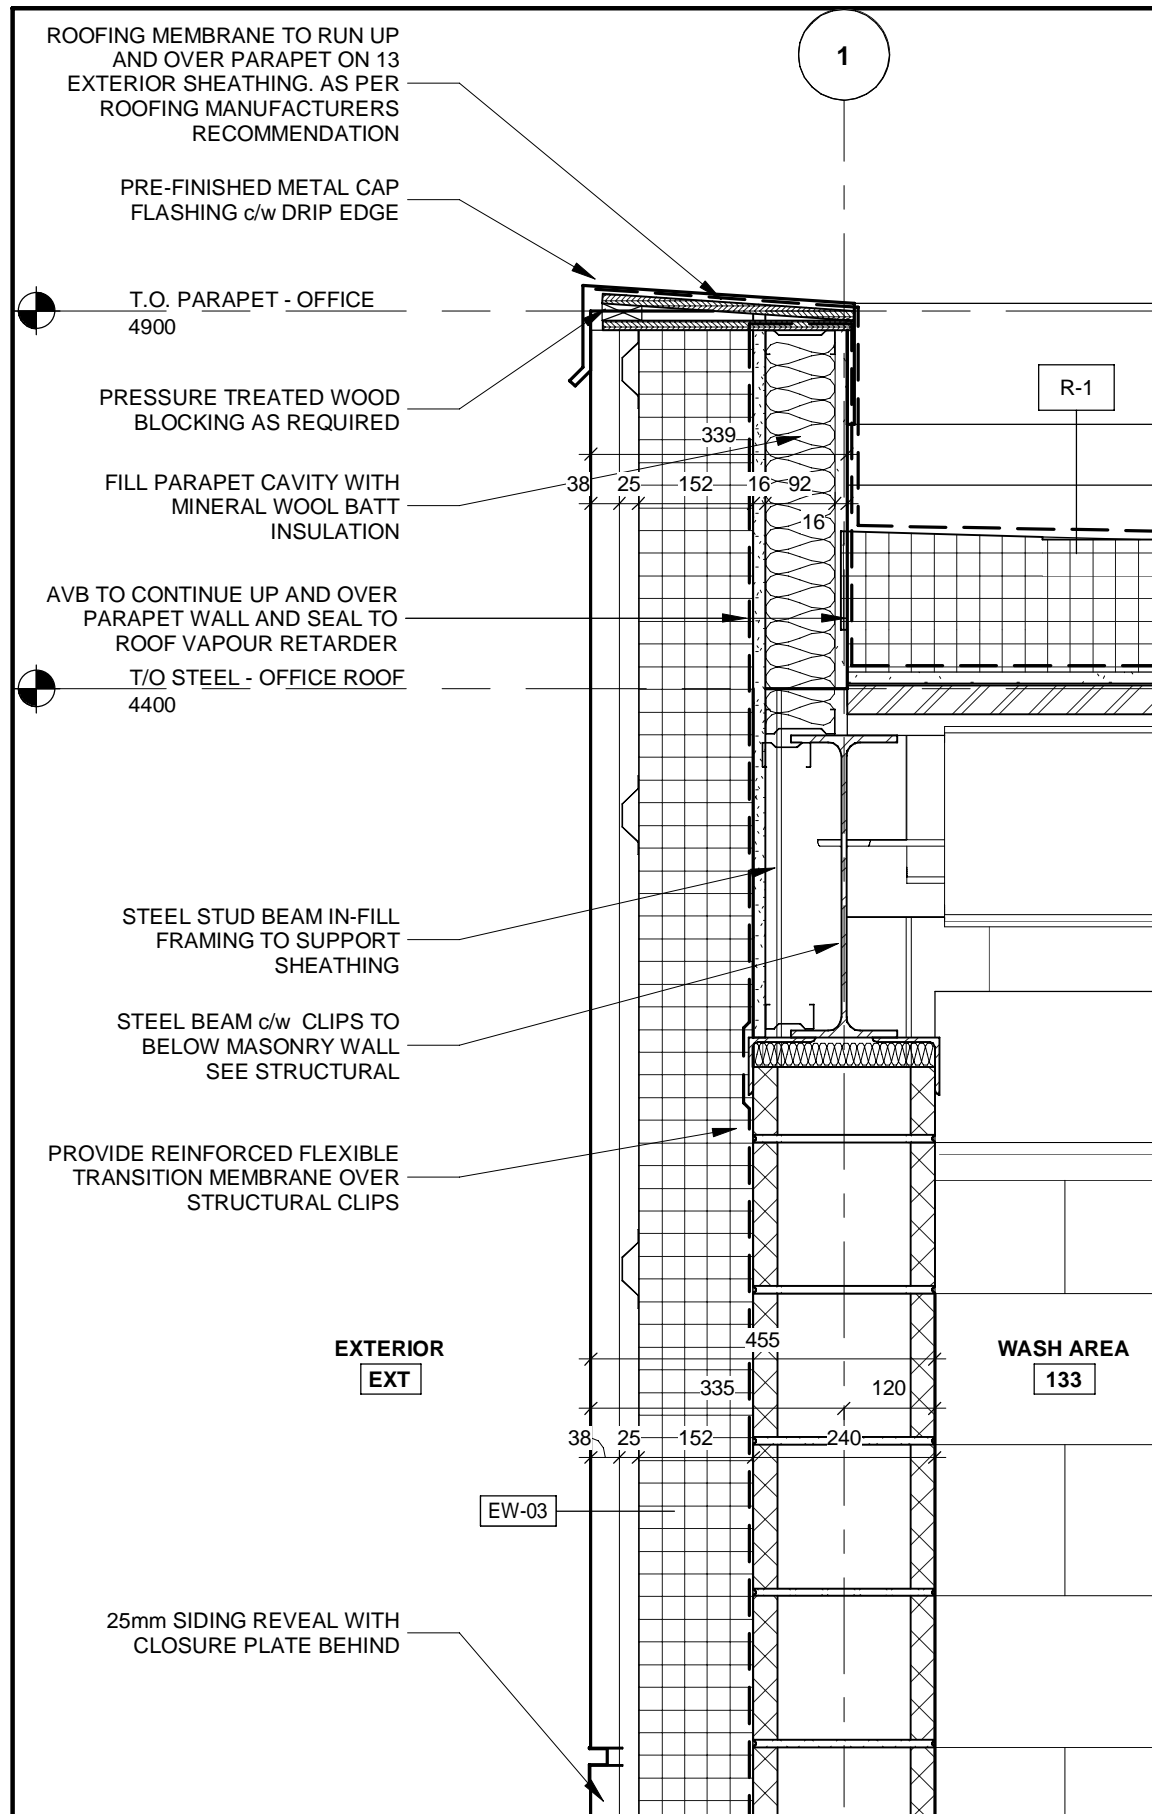 ROOFING MEMBRANE TO RUN UP
AND OVER PARAPET ON 13
EXTERIOR SHEATHING. AS PER
ROOFING MANUFACTURERS
RECOMMENDATION
1
PRE-FINISHED METAL CAP
FLASHING c/w DRIP EDGE
T.O. PARAPET - OFFICE
4900
R-1
PRESSURE TREATED WOOD
BLOCKING AS REQUIRED
339
FILL PARAPET CAVITY WITH
MINERAL WOOL BATT
INSULATION
38 25 152 16 92
16
AVB TO CONTINUE UP AND OVER
PARAPET WALL AND SEAL TO
ROOF VAPOUR RETARDER
T/O STEEL - OFFICE ROOF
4400
STEEL STUD BEAM IN-FILL
FRAMING TO SUPPORT
SHEATHING
STEEL BEAM c/w CLIPS TO
BELOW MASONRY WALL
SEE STRUCTURAL
PROVIDE REINFORCED FLEXIBLE
TRANSITION MEMBRANE OVER
STRUCTURAL CLIPS
455
EXTERIOR
EXT
WASH AREA
133
335 120
38 25 152 240
EW-03
25mm SIDING REVEAL WITH
CLOSURE PLATE BEHIND